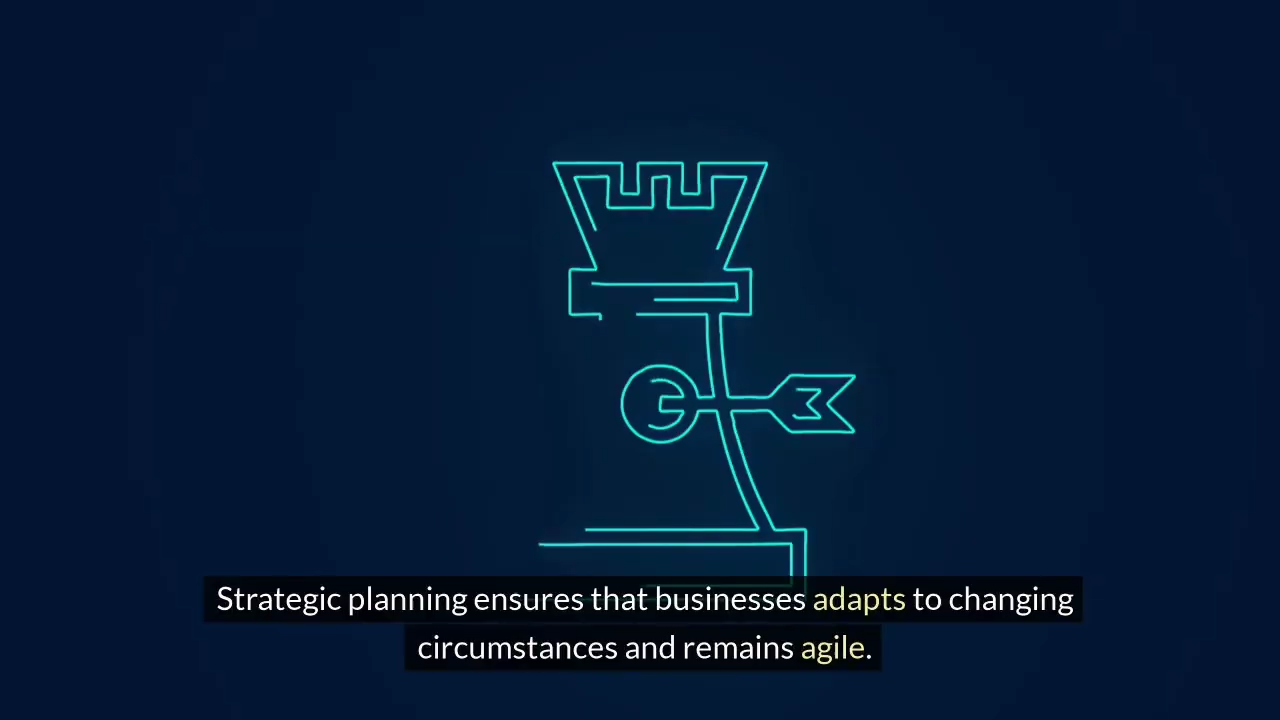 Strategic planning ensures that businesses adapts to changing
circumstances and remains agile.